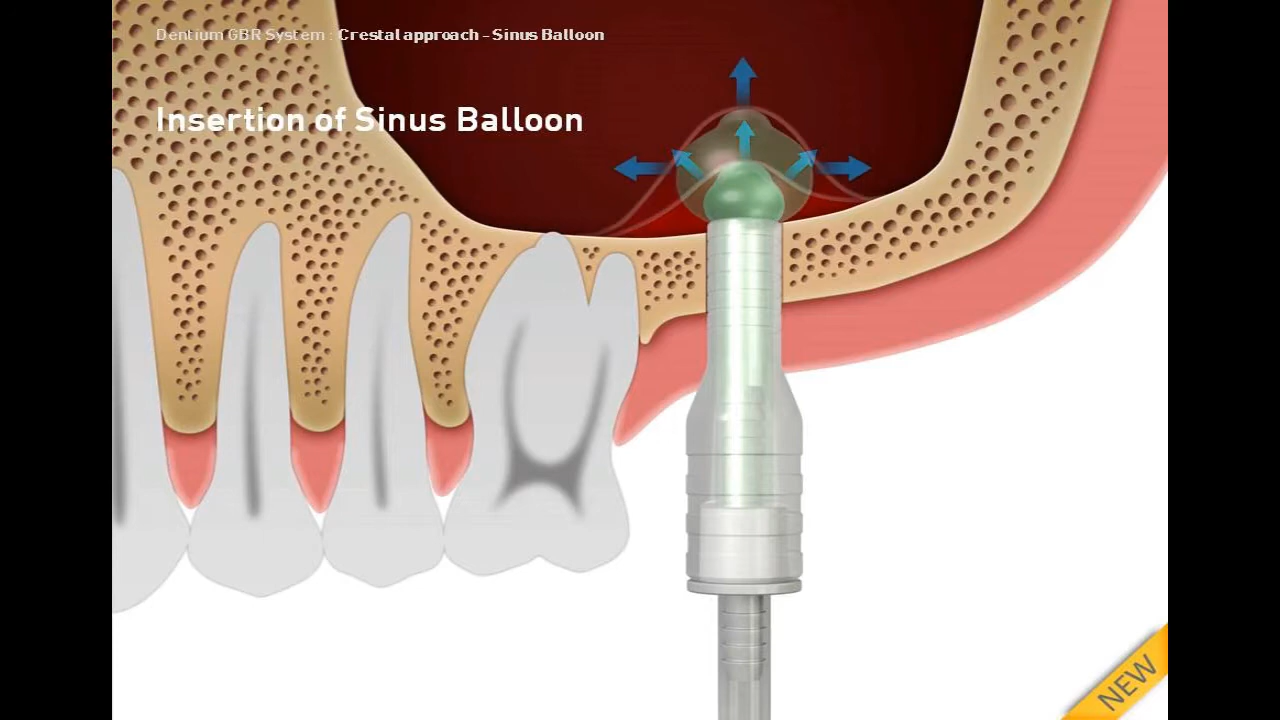 Dentium GBR System : Crestal approach - Sinus Balloon
Insertion of Sinus Balloon
NEW